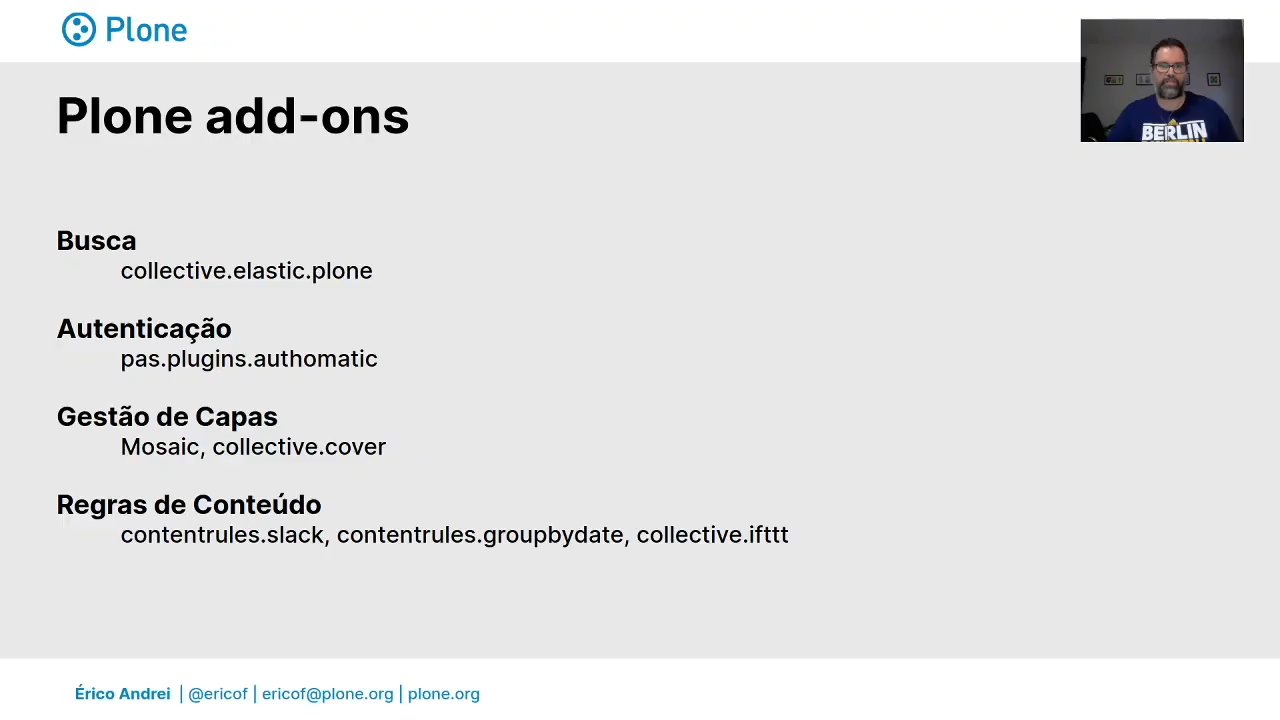 Plone
Plone add-ons
BERLIN
Busca
collective.elastic.plone
Autenticação
pas.plugins.authomatic
Gestão de Capas
Mosaic, collective.cover
Regras de Conteúdo
contentrules.slack, contentrules.groupbydate, collective.ifttt
Érico Andrei | @ericof | ericof@plone.org | plone.org